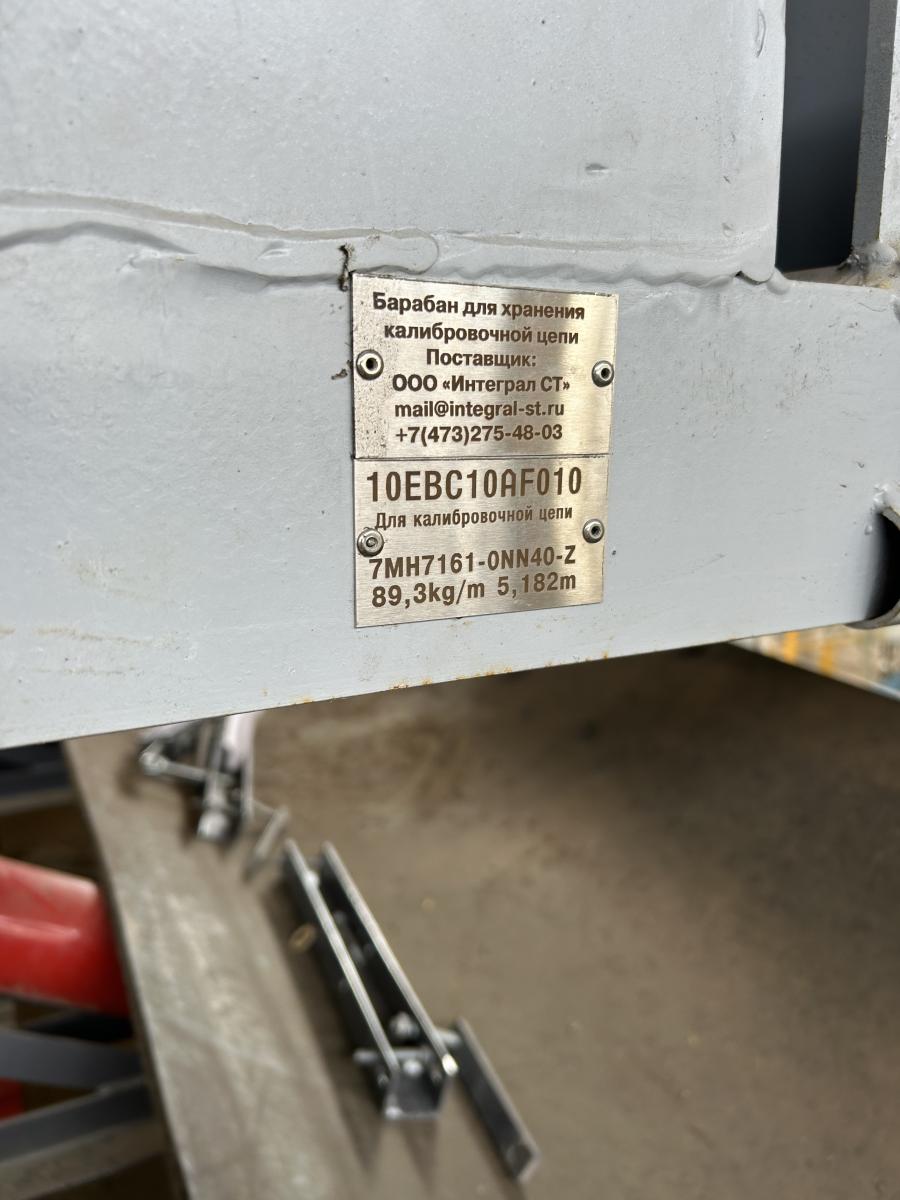 Барабан для хранения
калибровочной цепи
Поставщик:
ООО «Интеграл СТ»
mail@integral-st.ru
+7(473)275-48-03
10EBC10AF010
Для калибровочной цепи
7MH7161-0NN40-Z
89,3kg/m 5,182m